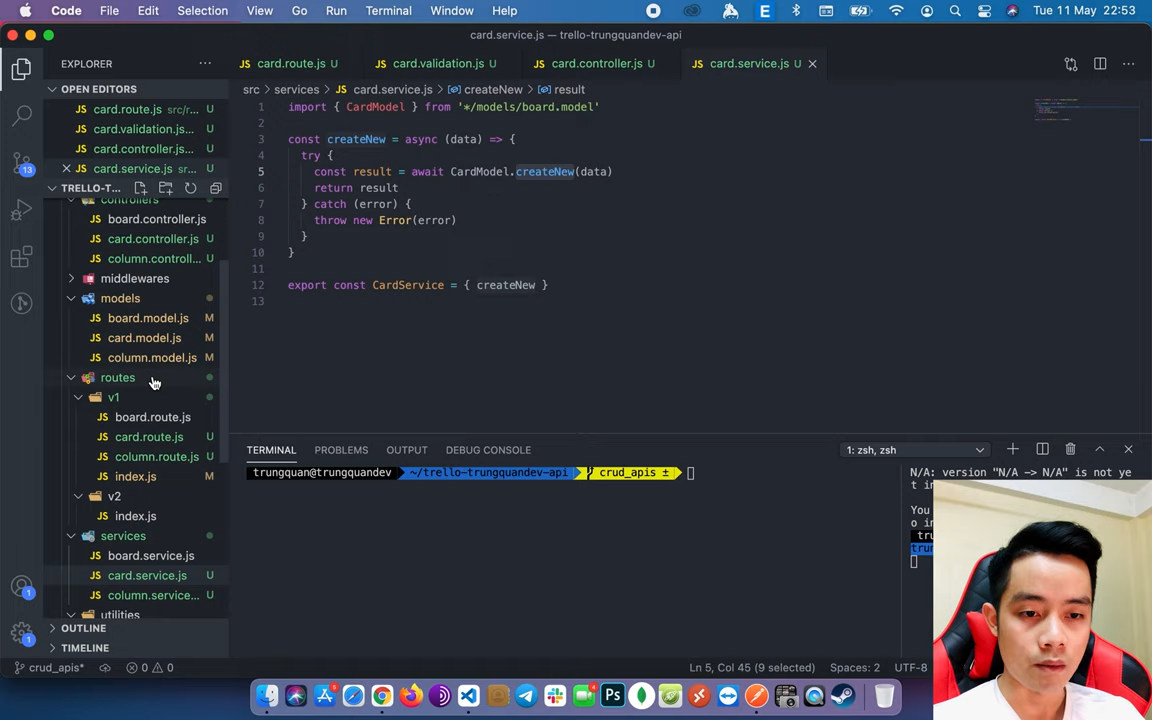 Code File Edit Selection View Go Run Terminal Window Help Tue 11 May 22:53
card.service.js — trello-trungquandev-api
EXPLORER
card.route.js U card.validation.js U card.controller.js U card.service.js U
OPEN EDITORS
src > services > JS card.service.js > createNew > result
JS card.route.js src/r... U
JS card.validation.js... U
JS card.controller.js... U
JS card.service.js sr... U
TRELLO-T...
controllers
JS board.controller.js
JS card.controller.js U
JS column.controll... U
middlewares
models
JS board.model.js M
JS card.model.js M
JS column.model.js M
routes
v1
JS board.route.js
JS card.route.js U
JS column.route.js U
JS index.js M
v2
JS index.js
services
JS board.service.js
JS card.service.js U
JS column.service... U
utilities
OUTLINE
TIMELINE
1 import { CardModel } from '*/models/board.model'
2
3 const createNew = async (data) => {
4 try {
5 const result = await CardModel.createNew(data)
6 return result
7 } catch (error) {
8 throw new Error(error)
9 }
10 }
11
12 export const CardService = { createNew }
13
TERMINAL PROBLEMS OUTPUT DEBUG CONSOLE 1: zsh, zsh
trungquan@trungquandev ~/trello-trungquandev-api crud_apis ±
N/A: version "N/A -> N/A" is not ye
t in
You
o in
13
1
1
crud_apis* 0 0 Ln 5, Col 45 (9 selected) Spaces: 2 UTF-8